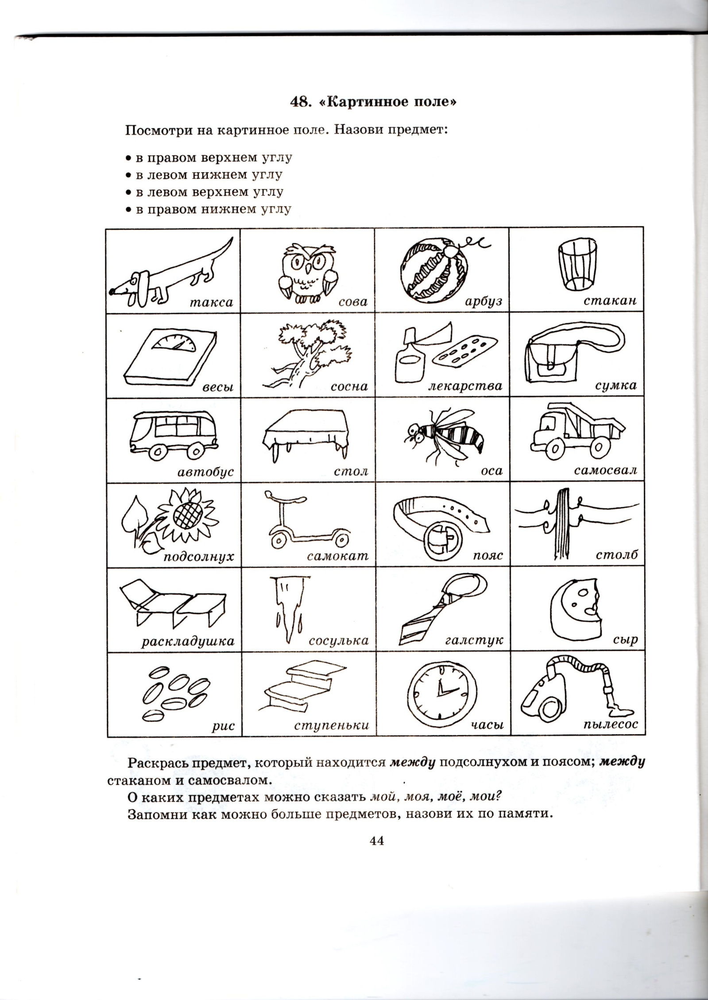 48. «Картинное поле»
Посмотри на картинное поле. Назови предмет:
• в правом верхнем углу
• в левом нижнем углу
• в левом верхнем углу
• в правом нижнем углу
такса
сова
арбуз
стакан
весы
сосна
лекарства
сумка
автобус
стол
оса
самосвал
подсолнух
самокат
пояс
столб
раскладушка
сосулька
галстук
сыр
рис
ступеньки
часы
пылесос
Раскрась предмет, который находится между подсолнухом и поясом; между
стаканом и самосвалом.
О каких предметах можно сказать мой, моя, моё, мои?
Запомни как можно больше предметов, назови их по памяти.
44